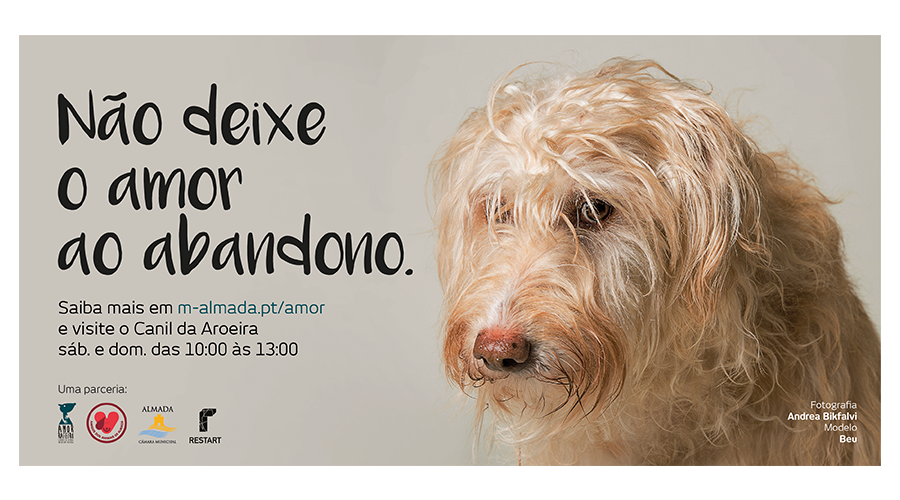 Não deixe
o amor
ao abandono.
Saiba mais em m-almada.pt/amor
e visite o Canil da Aroeira
sáb. e dom. das 10:00 às 13:00
Uma parceria:
ALMADA
CÂMARA MUNICIPAL
RESTART
Fotografia
Andrea Bikfalvi
Modelo
Beu